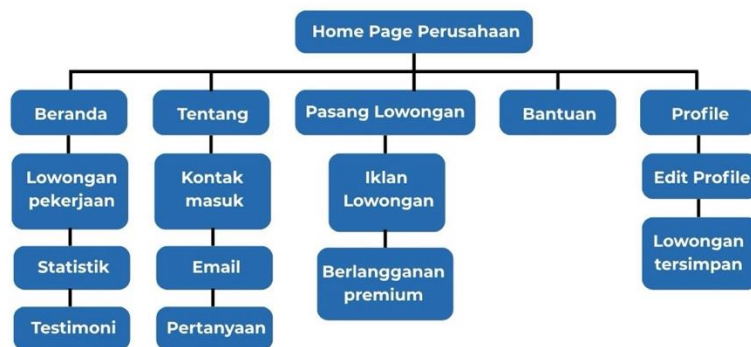 Home Page Perusahaan
Beranda
Tentang
Pasang Lowongan
Bantuan
Profile
Lowongan
pekerjaan
Kontak
masuk
Iklan
Lowongan
Edit Profile
Statistik
Email
Berlangganan
premium
Lowongan
tersimpan
Testimoni
Pertanyaan